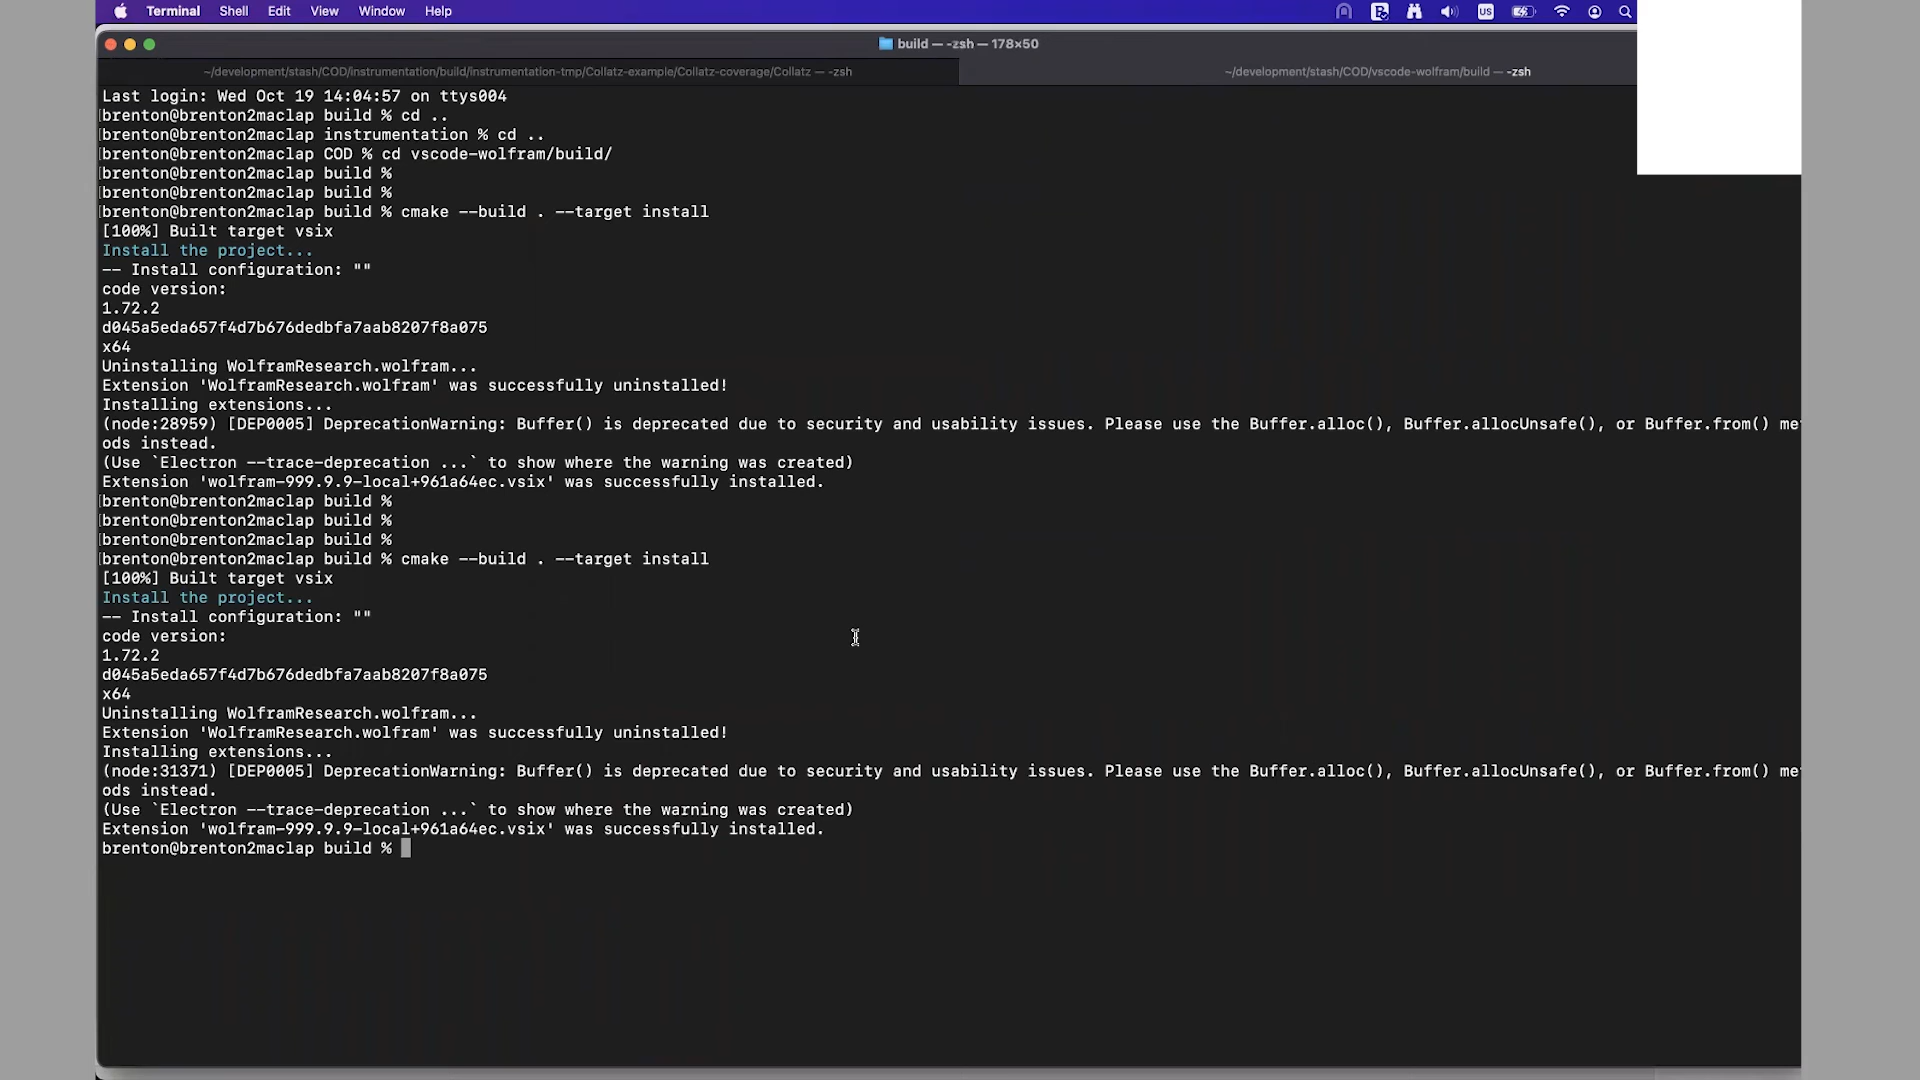 Terminal Shell Edit View Window Help US
build — -zsh — 178×50
~/development/stash/COD/instrumentation/build/instrumentation-tmp/Collatz-example/Collatz-coverage/Collatz — -zsh
~/development/stash/COD/vscode-wolfram/build — -zsh
Last login: Wed Oct 19 14:04:57 on ttys004
[brenton@brenton2maclap build % cd ..
[brenton@brenton2maclap instrumentation % cd ..
[brenton@brenton2maclap COD % cd vscode-wolfram/build/
[brenton@brenton2maclap build %
[brenton@brenton2maclap build %
[brenton@brenton2maclap build % cmake --build . --target install
[100%] Built target vsix
Install the project...
-- Install configuration: ""
code version:
1.72.2
d045a5eda657f4d7b676dedbfa7aab8207f8a075
x64
Uninstalling WolframResearch.wolfram...
Extension 'WolframResearch.wolfram' was successfully uninstalled!
Installing extensions...
(node:28959) [DEP0005] DeprecationWarning: Buffer() is deprecated due to security and usability issues. Please use the Buffer.alloc(), Buffer.allocUnsafe(), or Buffer.from()
ods instead.
(Use `Electron --trace-deprecation ...` to show where the warning was created)
Extension 'wolfram-999.9.9-local+961a64ec.vsix' was successfully installed.
[brenton@brenton2maclap build %
[brenton@brenton2maclap build %
[brenton@brenton2maclap build %
[brenton@brenton2maclap build % cmake --build . --target install
[100%] Built target vsix
Install the project...
-- Install configuration: ""
code version:
1.72.2
d045a5eda657f4d7b676dedbfa7aab8207f8a075
x64
Uninstalling WolframResearch.wolfram...
Extension 'WolframResearch.wolfram' was successfully uninstalled!
Installing extensions...
(node:31371) [DEP0005] DeprecationWarning: Buffer() is deprecated due to security and usability issues. Please use the Buffer.alloc(), Buffer.allocUnsafe(), or Buffer.from()
ods instead.
(Use `Electron --trace-deprecation ...` to show where the warning was created)
Extension 'wolfram-999.9.9-local+961a64ec.vsix' was successfully installed.
brenton@brenton2maclap build %